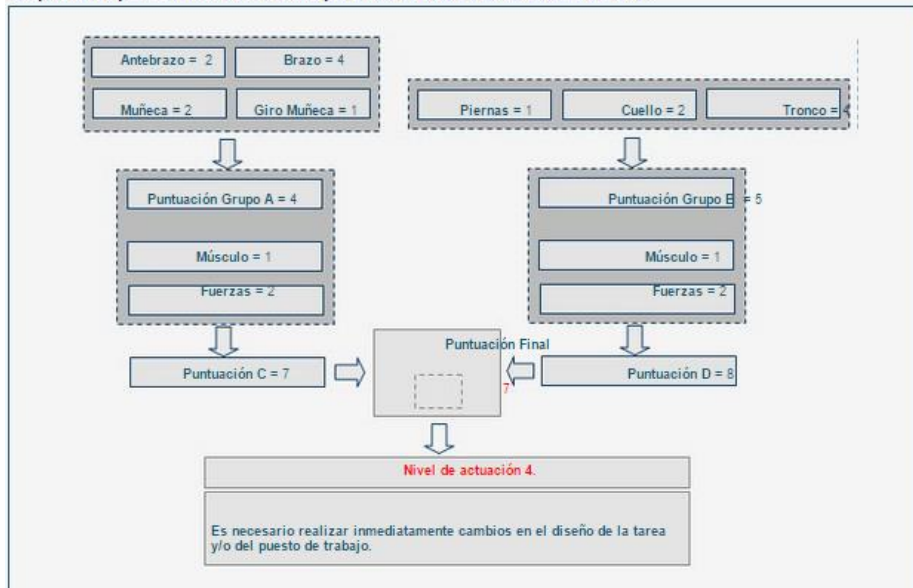 Antebrazo = 2
Brazo = 4
Muñeca = 2
Giro Muñeca = 1
Piernas = 1
Cuello = 2
Tronco = 4
Puntuación Grupo A = 4
Músculo = 1
Fuerzas = 2
Puntuación Grupo B = 5
Músculo = 1
Fuerzas = 2
Puntuación C = 7
Puntuación Final
7
Puntuación D = 8
Nivel de actuación 4.
Es necesario realizar inmediatamente cambios en el diseño de la tarea
y/o del puesto de trabajo.